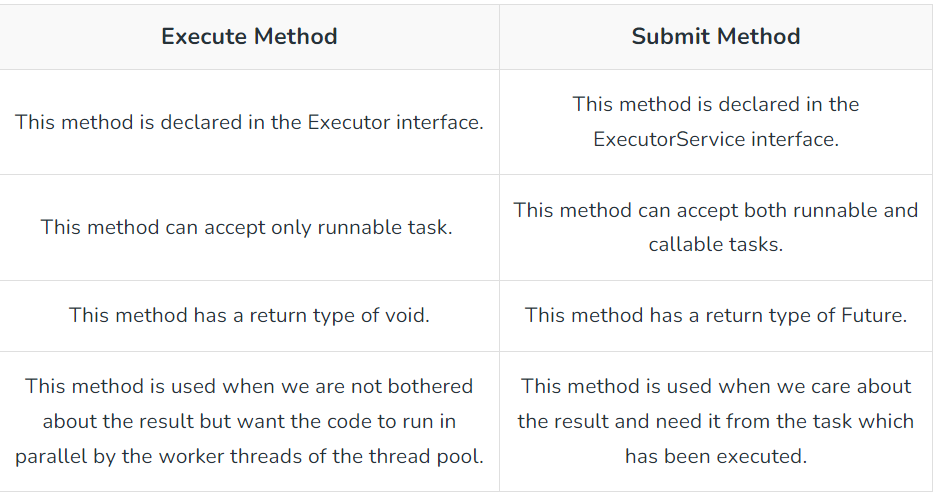 Execute Method
Submit Method
This method is declared in the Executor interface.
This method is declared in the
ExecutorService interface.
This method can accept only runnable task.
This method can accept both runnable and
callable tasks.
This method has a return type of void.
This method has a return type of Future.
This method is used when we are not bothered
about the result but want the code to run in
parallel by the worker threads of the thread pool.
This method is used when we care about
the result and need it from the task which
has been executed.